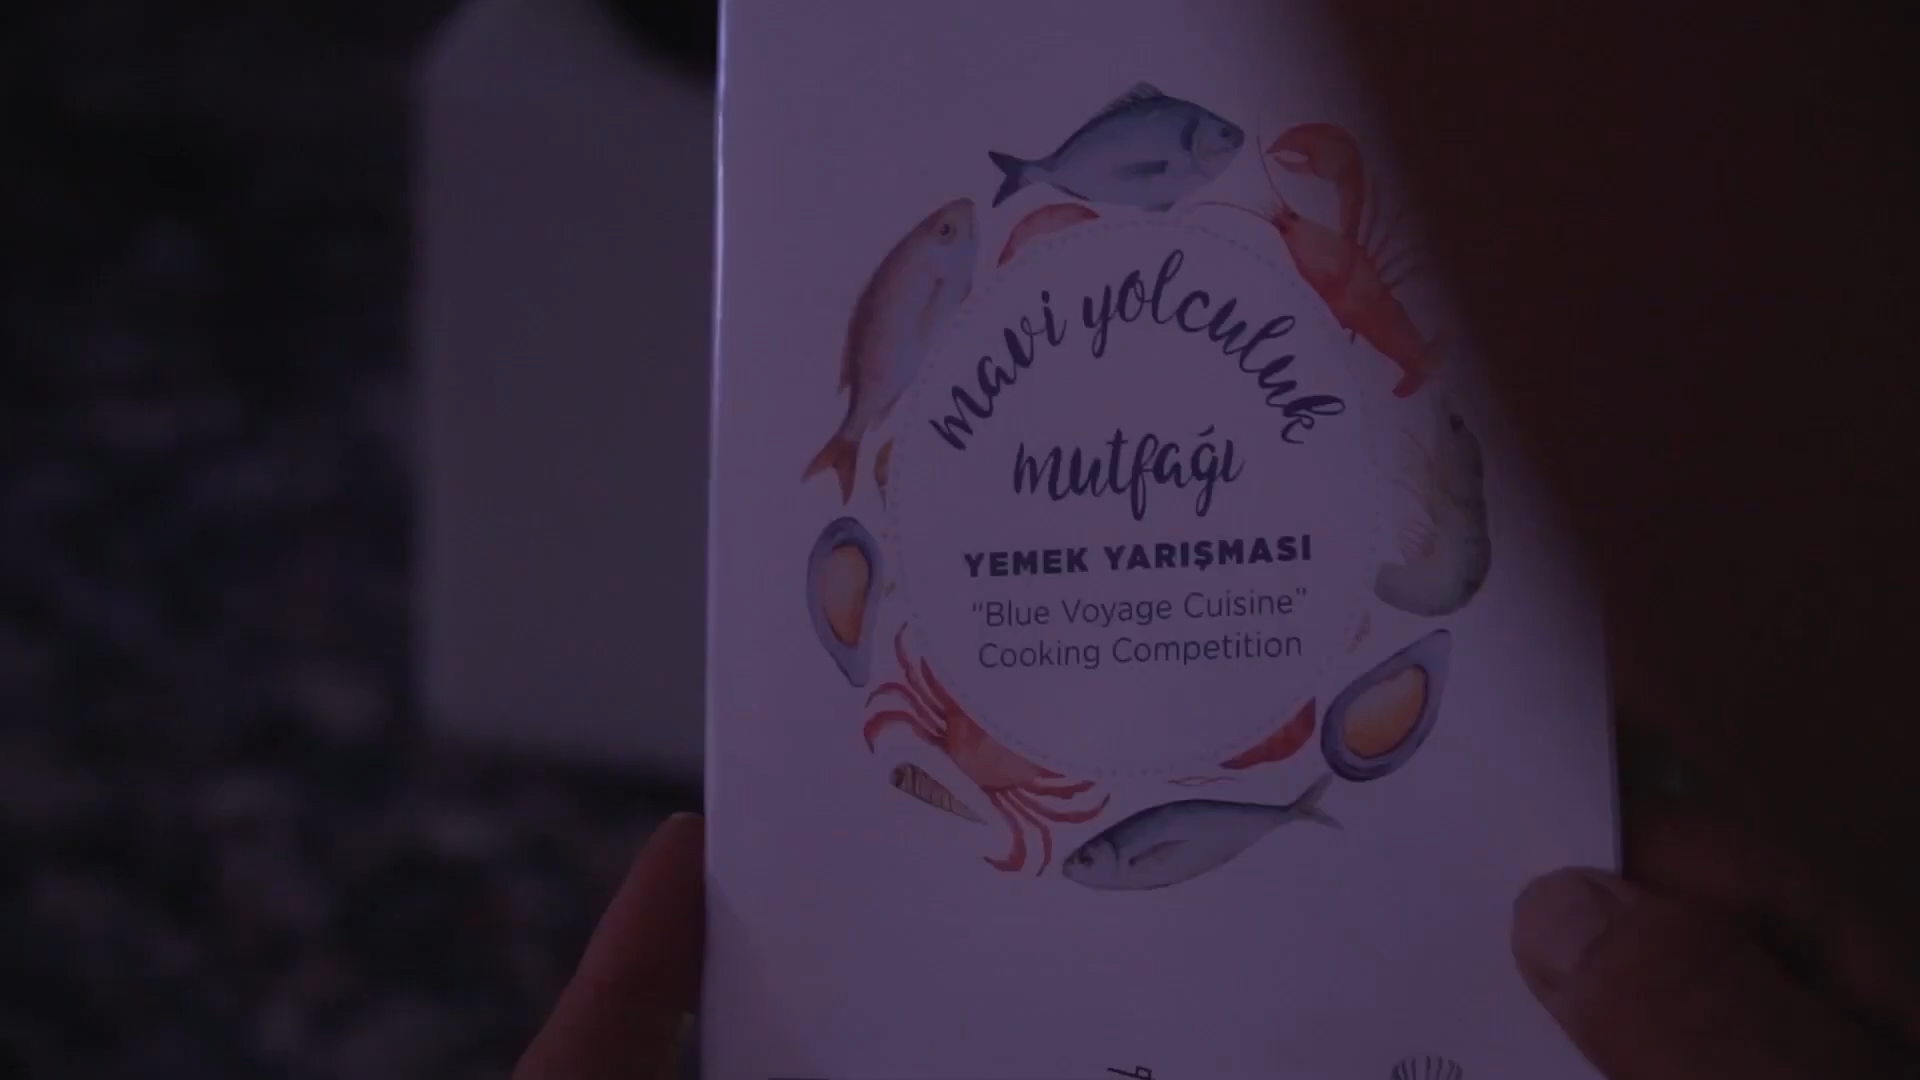 mavi yolculuk
mutfağı
YEMEK YARIŞMASI
“Blue Voyage Cuisine”
Cooking Competition